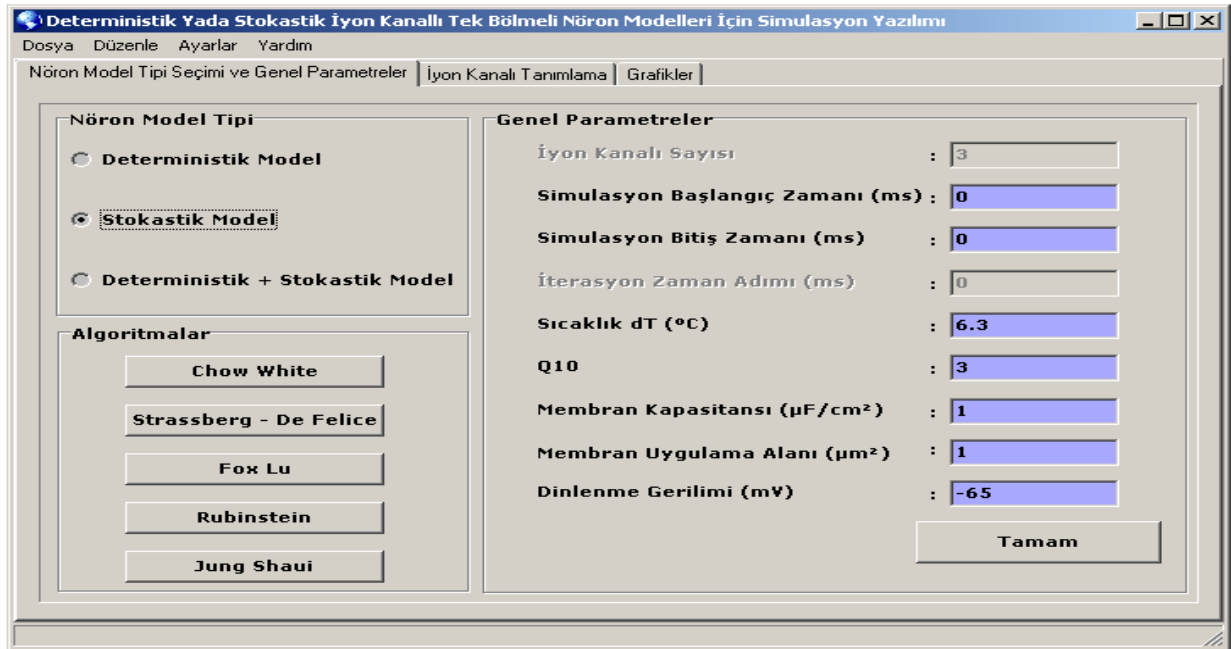 Deterministik Yada Stokastik İyon Kanallı Tek Bölmeli Nöron Modelleri İçin Simulasyon Yazılımı
Dosya Düzenle Ayarlar Yardım
Nöron Model Tipi Seçimi ve Genel Parametreler İyon Kanalı Tanımlama Grafikler
Nöron Model Tipi
Deterministik Model
Stokastik Model
Deterministik + Stokastik Model
Algoritmalar
Chow White
Strassberg - De Felice
Fox Lu
Rubinstein
Jung Shaui
Genel Parametreler
İyon Kanalı Sayısı : 3
Simulasyon Başlangıç Zamanı (ms) : 0
Simulasyon Bitiş Zamanı (ms) : 0
İterasyon Zaman Adımı (ms) : 0
Sıcaklık dT (ºC) : 6.3
Q10 : 3
Membran Kapasitansı (µF/cm²) : 1
Membran Uygulama Alanı (µm²) : 1
Dinlenme Gerilimi (mV) : -65
Tamam